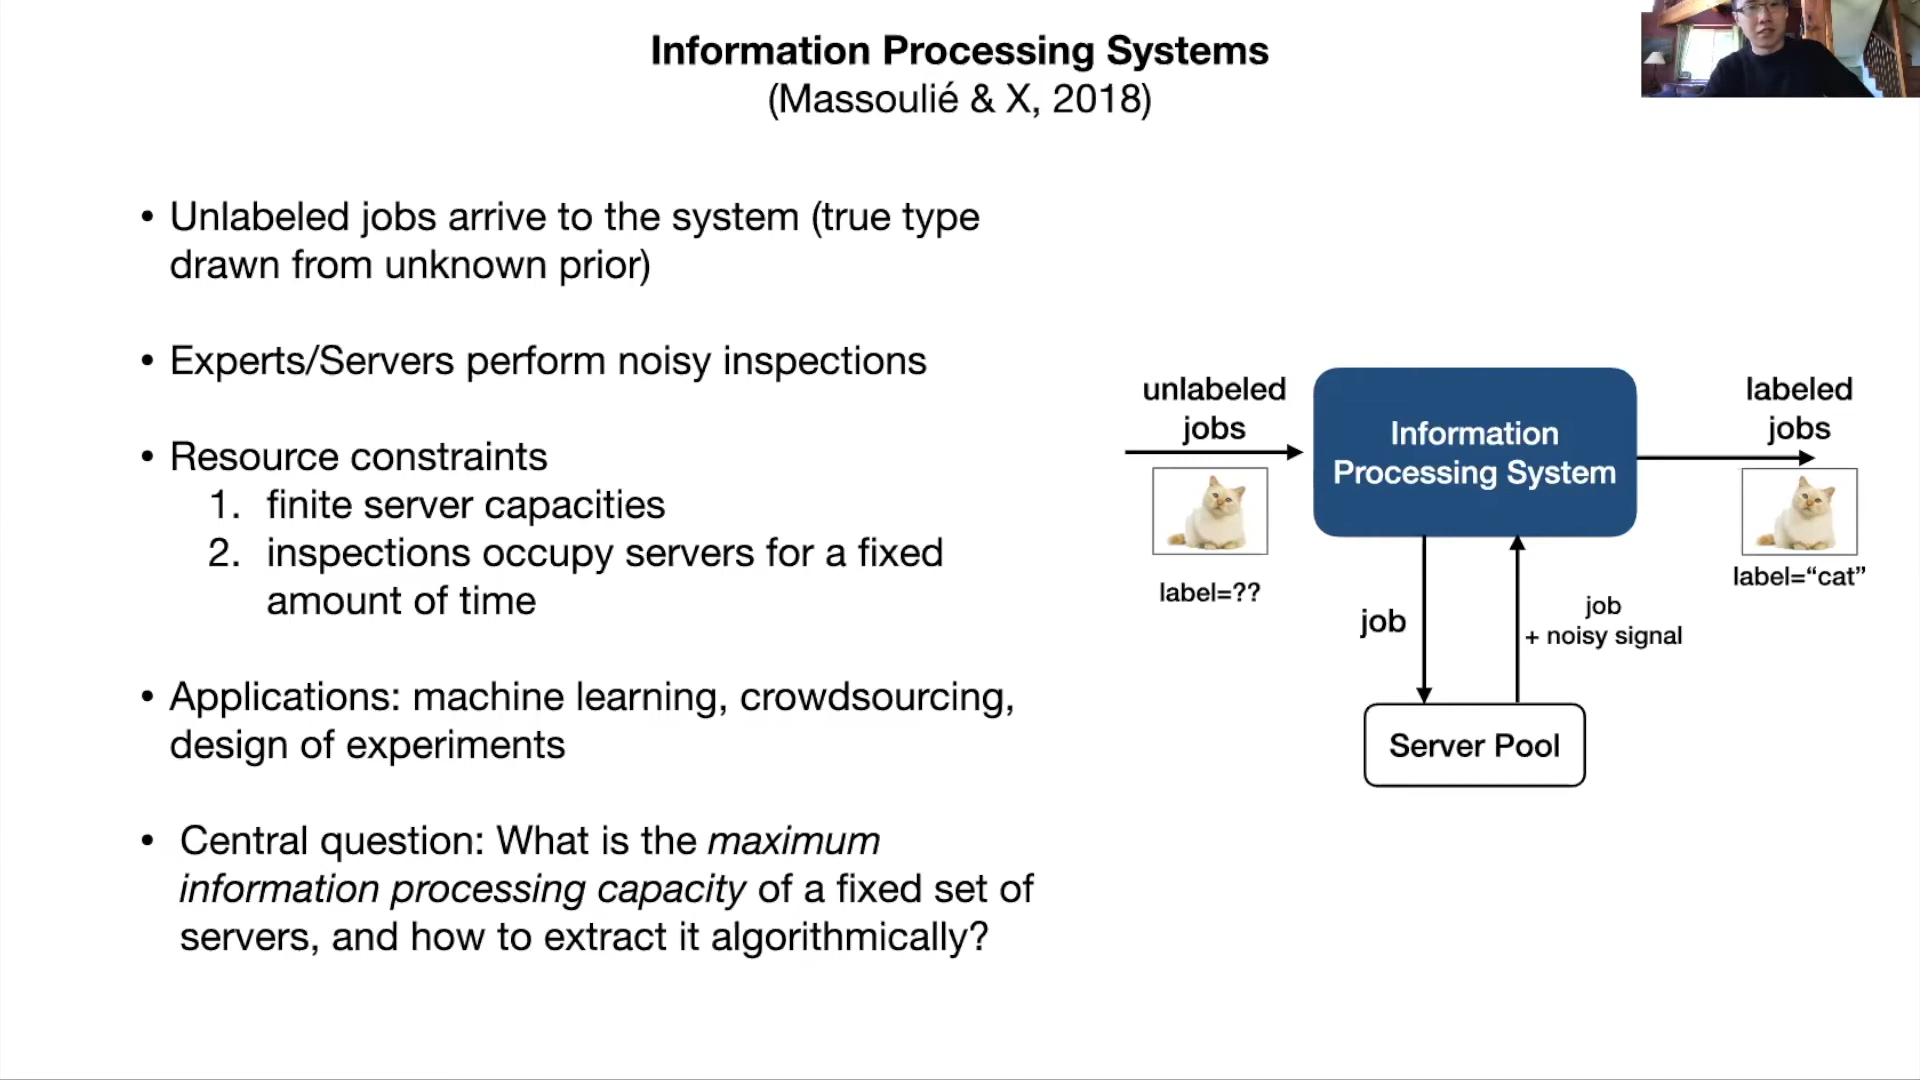 Information Processing Systems
(Massoulié & X, 2018)
• Unlabeled jobs arrive to the system (true type
drawn from unknown prior)
• Experts/Servers perform noisy inspections
• Resource constraints
1. finite server capacities
2. inspections occupy servers for a fixed
amount of time
• Applications: machine learning, crowdsourcing,
design of experiments
• Central question: What is the maximum
information processing capacity of a fixed set of
servers, and how to extract it algorithmically?
unlabeled
jobs
label=??
Information
Processing System
labeled
jobs
label=“cat”
job
job
+ noisy signal
Server Pool